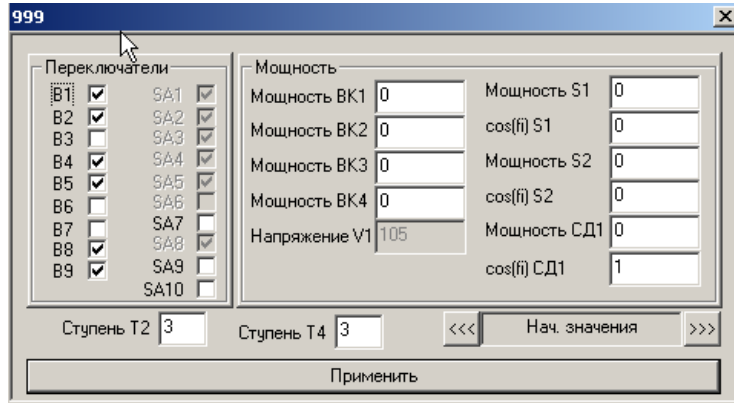 999
Переключатели
B1 SA1
B2 SA2
B3 SA3
B4 SA4
B5 SA5
B6 SA6
B7 SA7
B8 SA8
B9 SA9
SA10
Мощность
Мощность ВК1 0
Мощность ВК2 0
Мощность ВК3 0
Мощность ВК4 0
Напряжение V1 105
Мощность S1 0
cos(fi) S1 0
Мощность S2 0
cos(fi) S2 0
Мощность СД1 0
cos(fi) СД1 1
Ступень Т2 3
Ступень Т4 3
<<< Нач. значения >>>
Применить